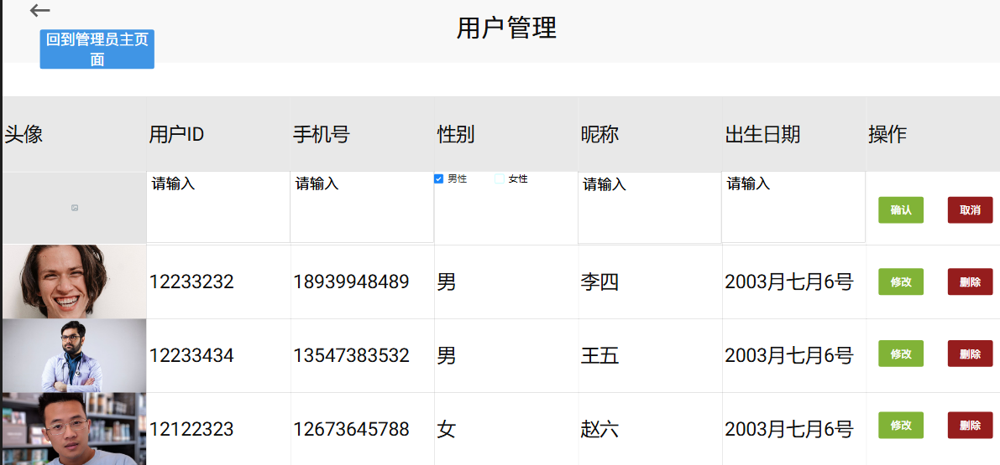 用户管理
回到管理员主页
面
头像 用户ID 手机号 性别 昵称 出生日期 操作
请输入 请输入 男性 女性 请输入 请输入 确认 取消
12233232 18939948489 男 李四 2003月七月6号 修改 删除
12233434 13547383532 男 王五 2003月七月6号 修改 删除
12122323 12673645788 女 赵六 2003月七月6号 修改 删除